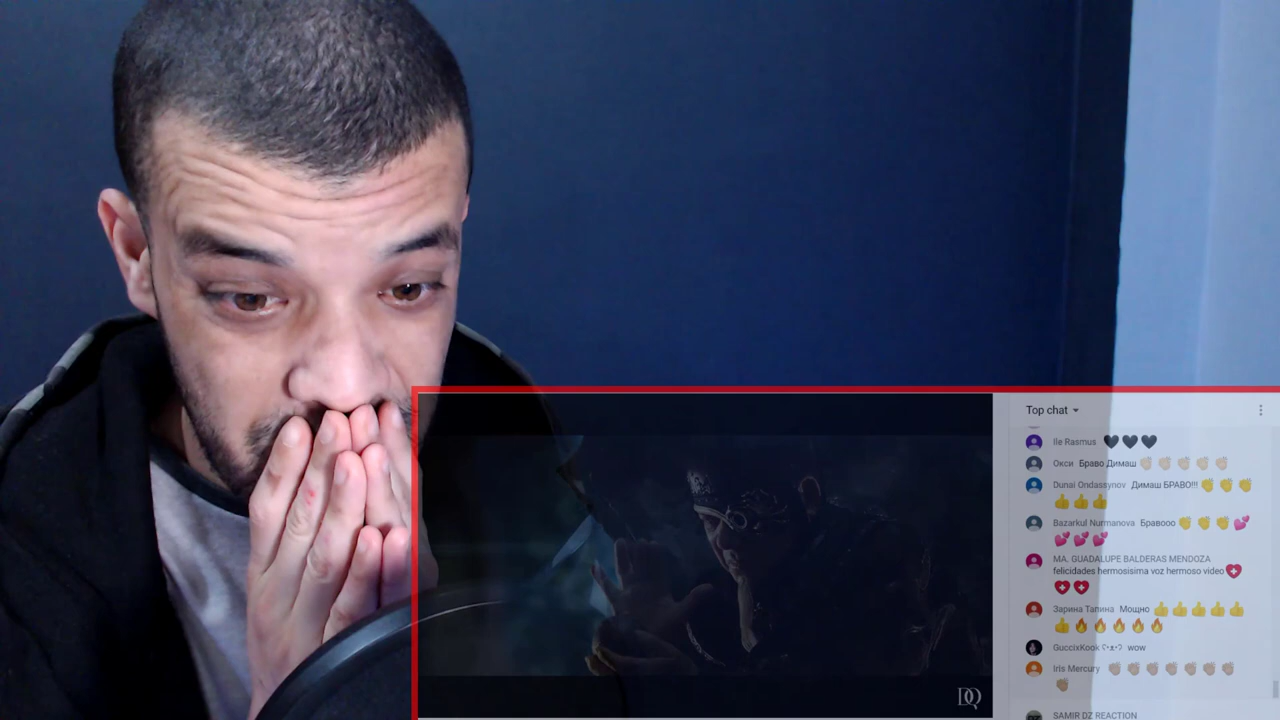 Top chat
Ile Rasmus 🖤🖤🖤
Окси Браво Димаш 👏🏼👏🏼👏🏼👏🏼👏🏼
Dunai Ondassynov Димаш БРАВО!!! 👏👏👏
👍👍👍
Bazarkul Nurmanova Бравооо 👏👏👏💕
💕💕💕
MA. GUADALUPE BALDERAS MENDOZA
felicidades hermosisima voz hermoso video 💖
💖💖
Зарина Тапина Мощно 👍👍👍👍👍
👍🔥🔥🔥🔥🔥
GuccixKook ʕ•ᴥ•ʔ wow
Iris Mercury 👏🏼👏🏼👏🏼👏🏼👏🏼👏🏼👏🏼
👏🏼
DQ
SAMIR DZ REACTION